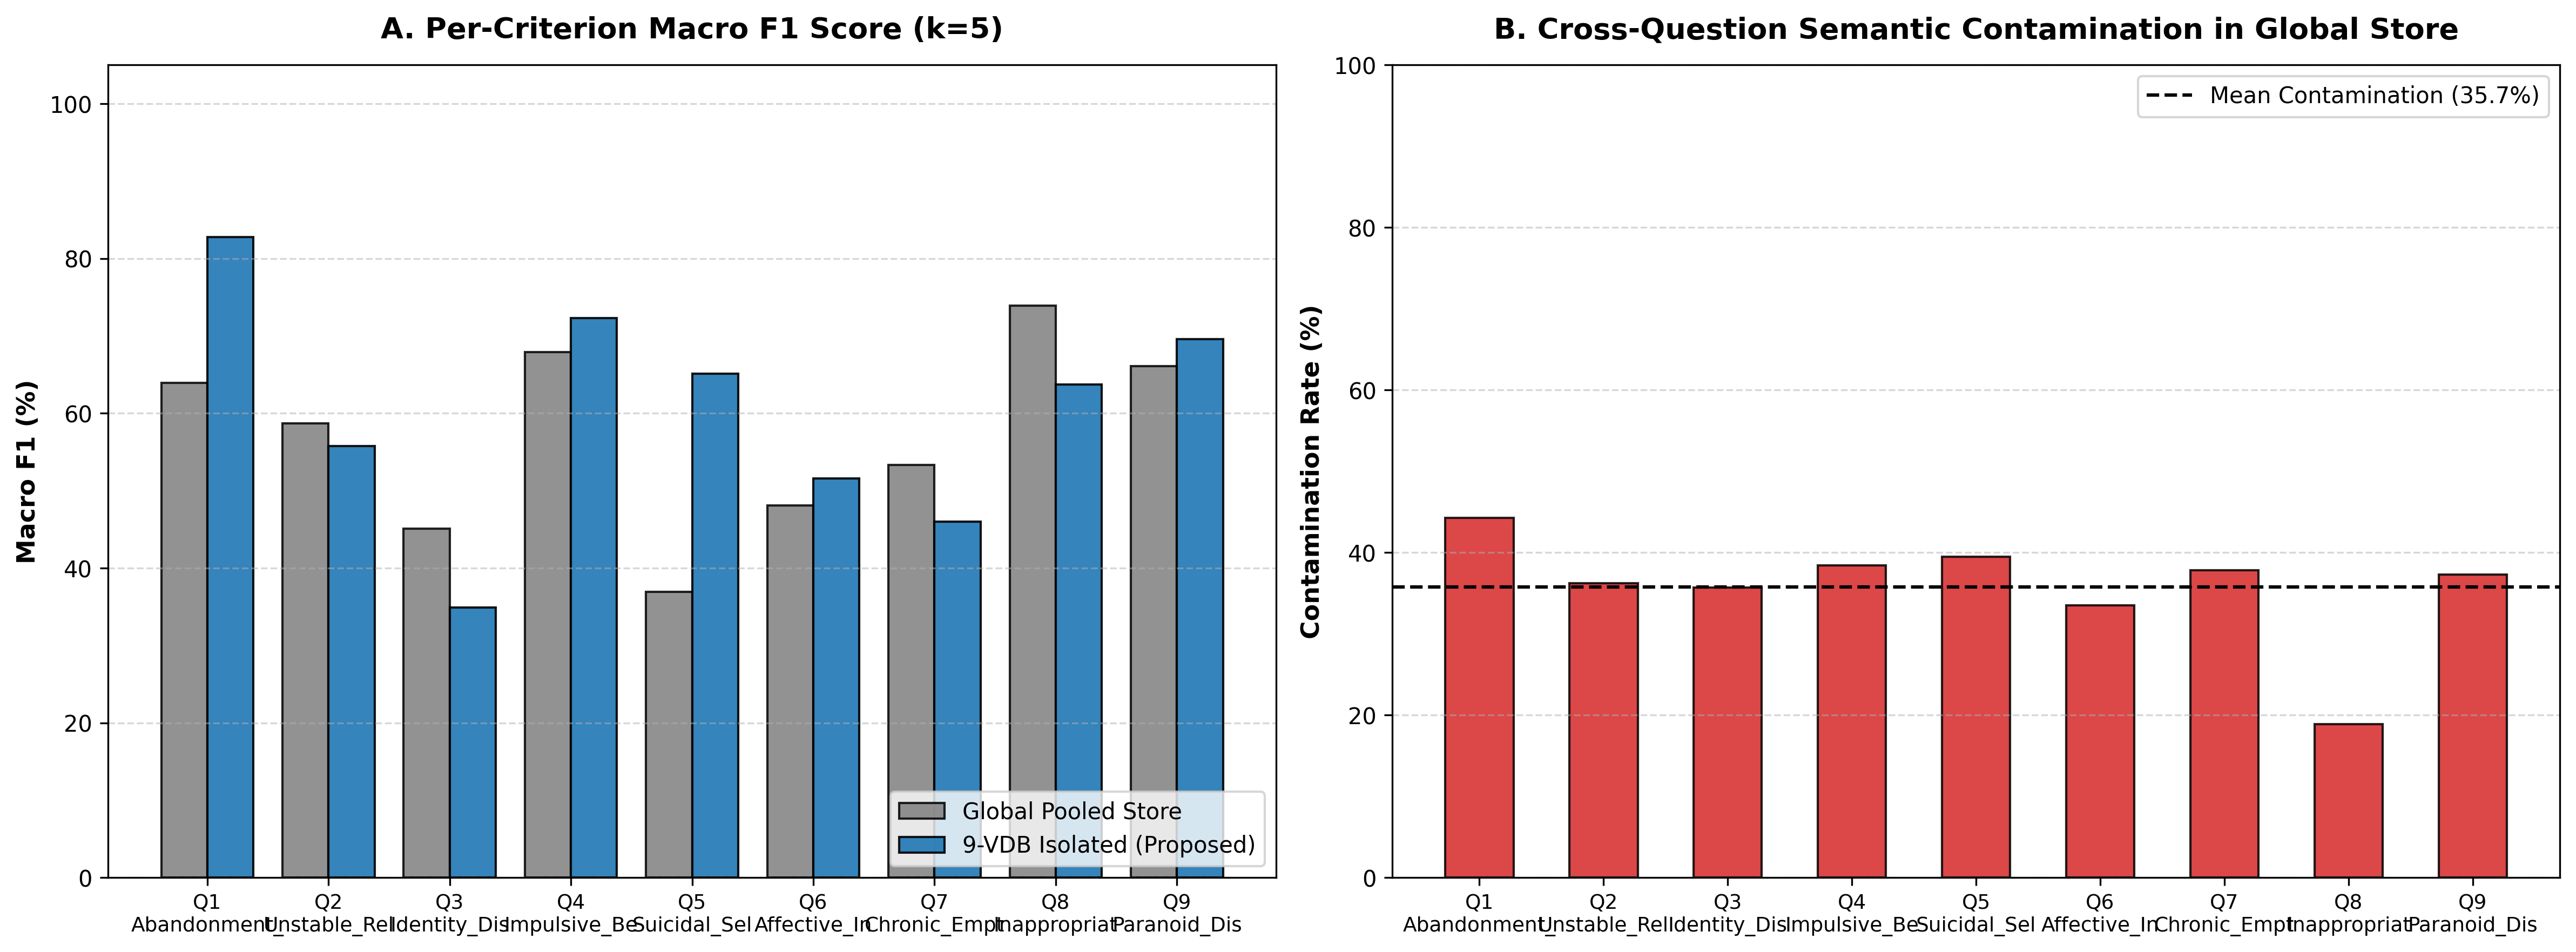 A. Per-Criterion Macro F1 Score (k=5)
Macro F1 (%)
100
80
60
40
20
0
Q1 Q2 Q3 Q4 Q5 Q6 Q7 Q8 Q9
Abandonment_ Unstable_Rel Identity_Dis Impulsive_Be Suicidal_Sel Affective_In Chronic_Empt Inappropriat Paranoid_Dis
Global Pooled Store
9-VDB Isolated (Proposed)
B. Cross-Question Semantic Contamination in Global Store
Contamination Rate (%)
100
80
60
40
20
0
Mean Contamination (35.7%)
Q1 Q2 Q3 Q4 Q5 Q6 Q7 Q8 Q9
Abandonment_ Unstable_Rel Identity_Dis Impulsive_Be Suicidal_Sel Affective_In Chronic_Empt Inappropriat Paranoid_Dis